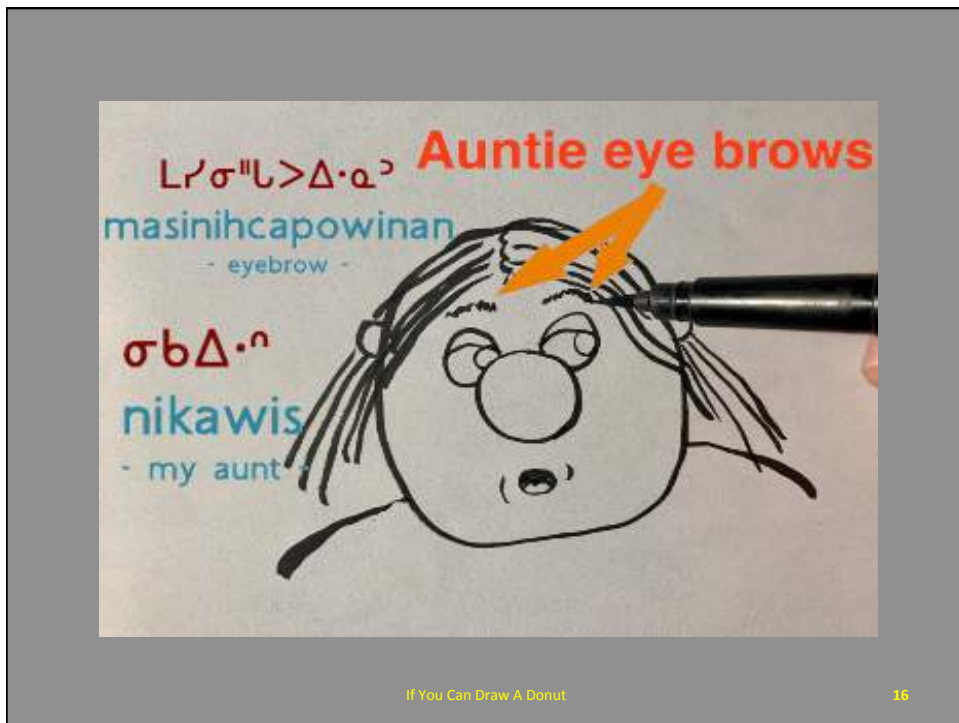 ᒪᓯᓂᐦᒐᐳᐏᓇᐣ
Auntie eye brows
masinihcapowinan
- eyebrow -
ᓂᑲᐏᐢ
nikawis
- my aunt -
If You Can Draw A Donut
16